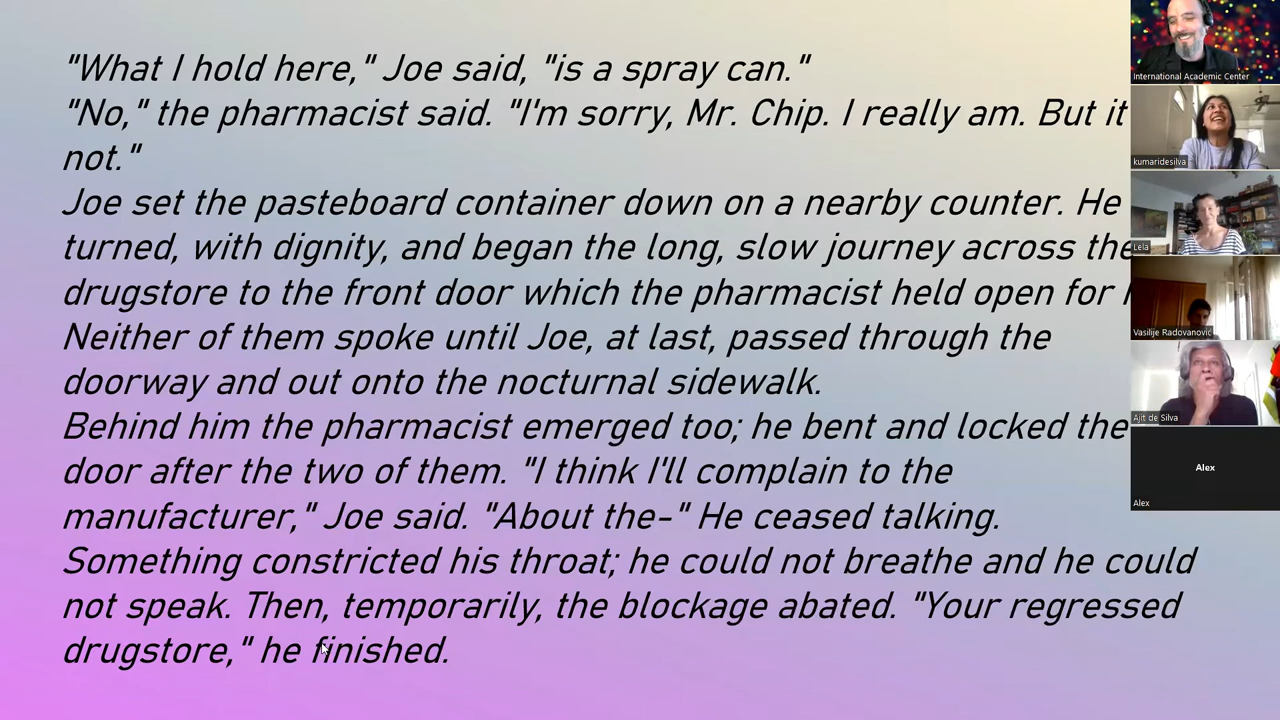 "What I hold here," Joe said, "is a spray can."
"No," the pharmacist said. "I'm sorry, Mr. Chip. I really am. But it
not."
Joe set the pasteboard container down on a nearby counter. He
turned, with dignity, and began the long, slow journey across the
drugstore to the front door which the pharmacist held open for
Neither of them spoke until Joe, at last, passed through the
doorway and out onto the nocturnal sidewalk.
Behind him the pharmacist emerged too; he bent and locked the
door after the two of them. "I think I'll complain to the
manufacturer," Joe said. "About the-" He ceased talking.
Something constricted his throat; he could not breathe and he could
not speak. Then, temporarily, the blockage abated. "Your regressed
drugstore," he finished.
International Academic Center
kumaridesilva
Lela
Vasilije Radovanović
Ajit de Silva
Alex
Alex